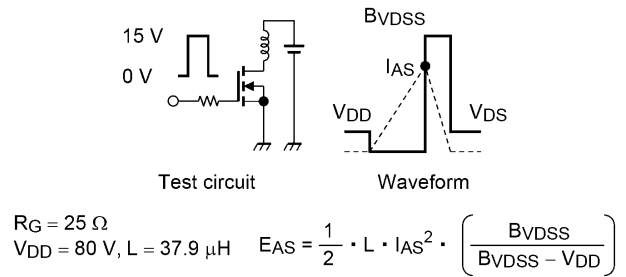 BVDSS
15 V
IAS
0 V
VDD
VDS
Test circuit
Waveform
RG = 25 Ω
VDD = 80 V, L = 37.9 μH
EAS = 1/2 ▪ L ▪ IAS² ▪ (BVDSS / (BVDSS − VDD))